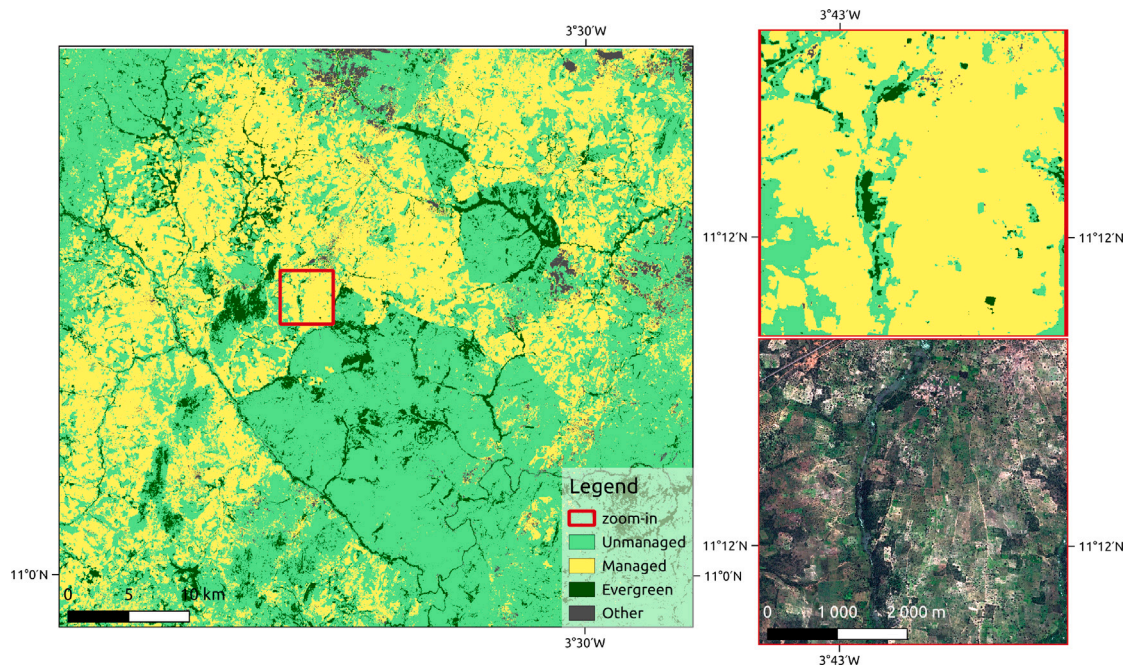 3°30′W
3°43′W
11°12′N
11°12′N
11°12′N
11°12′N
Legend
zoom-in
Unmanaged
Managed
Evergreen
Other
11°0′N
11°0′N
0 5 10 km
0 1 000 2 000 m
3°30′W
3°43′W